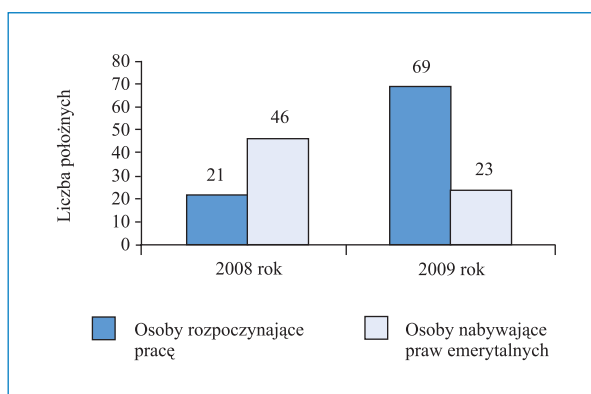 Liczba położnych
80
70
60
50
40
30
20
10
0
21
46
69
23
2008 rok
2009 rok
Osoby rozpoczynające
pracę
Osoby nabywające
praw emerytalnych